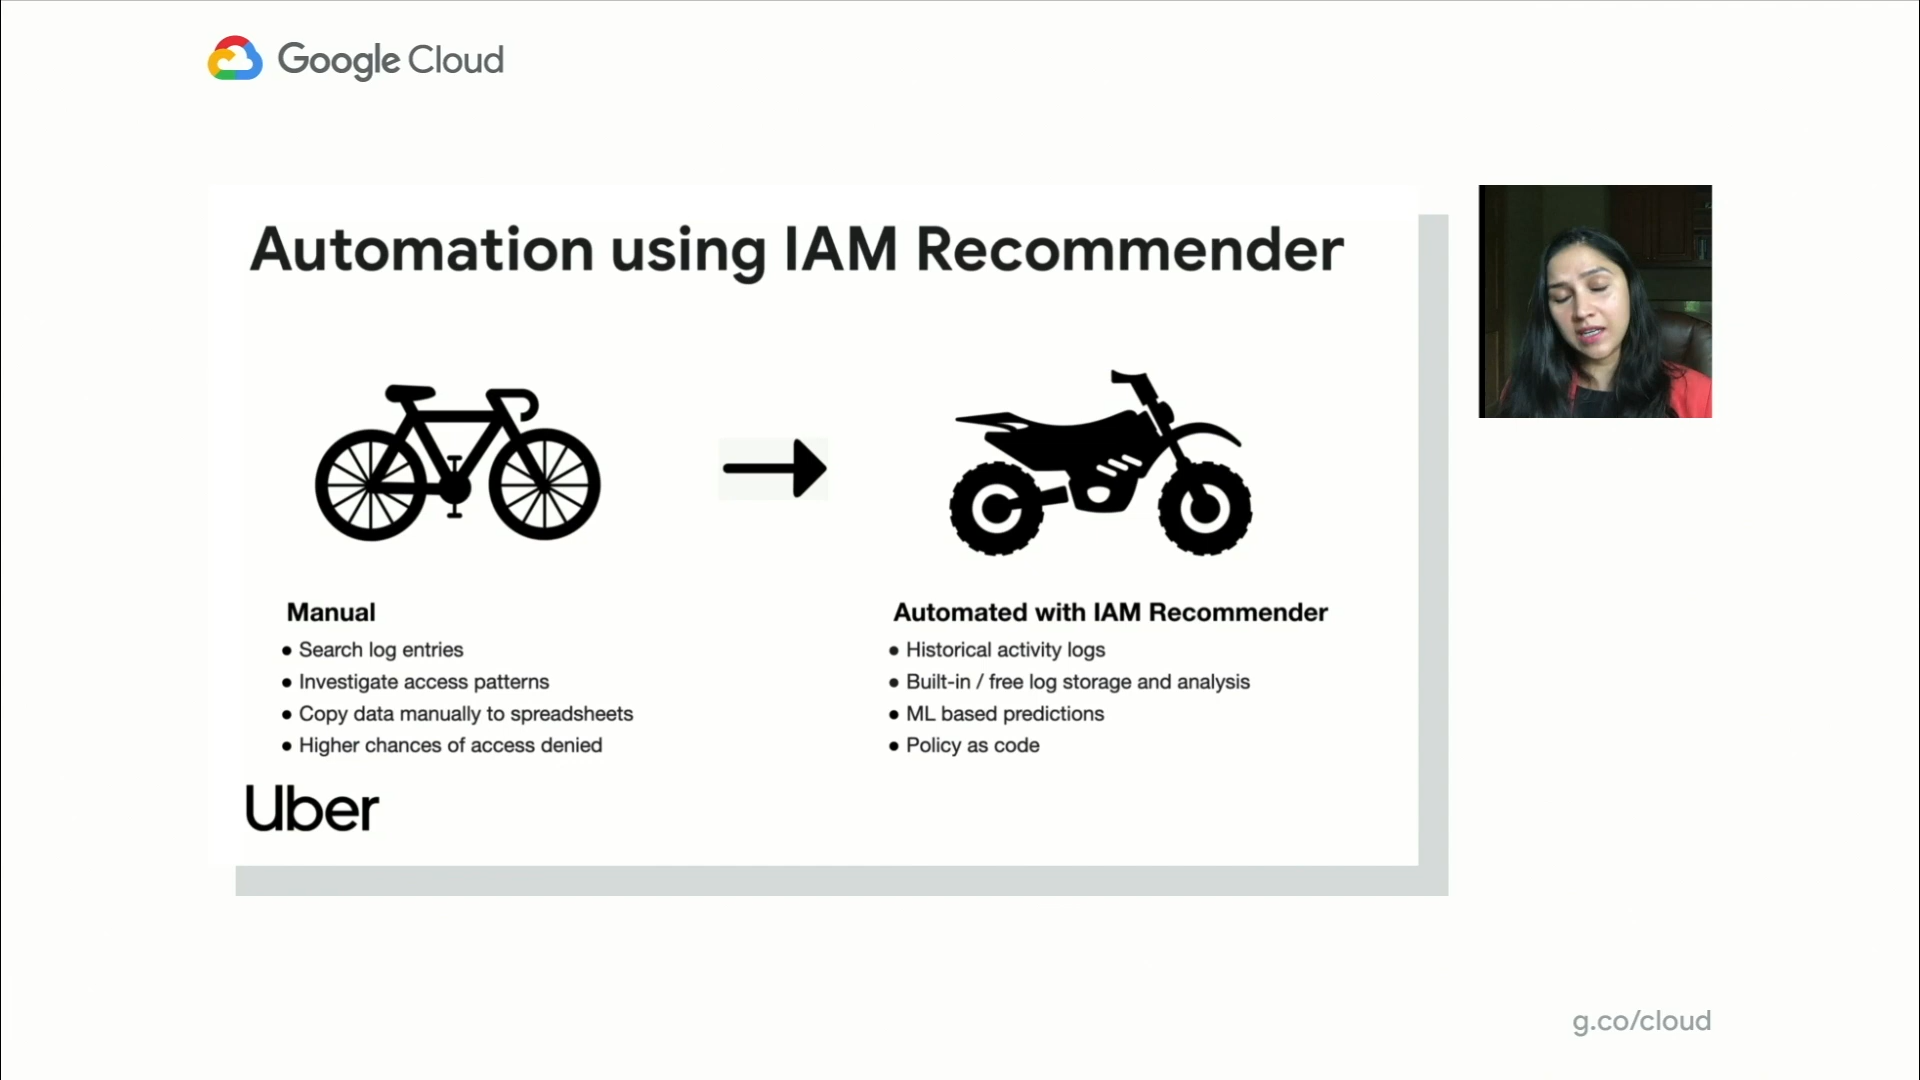 Google Cloud
Automation using IAM Recommender
Manual
● Search log entries
● Investigate access patterns
● Copy data manually to spreadsheets
● Higher chances of access denied
Automated with IAM Recommender
● Historical activity logs
● Built-in / free log storage and analysis
● ML based predictions
● Policy as code
Uber
g.co/cloud